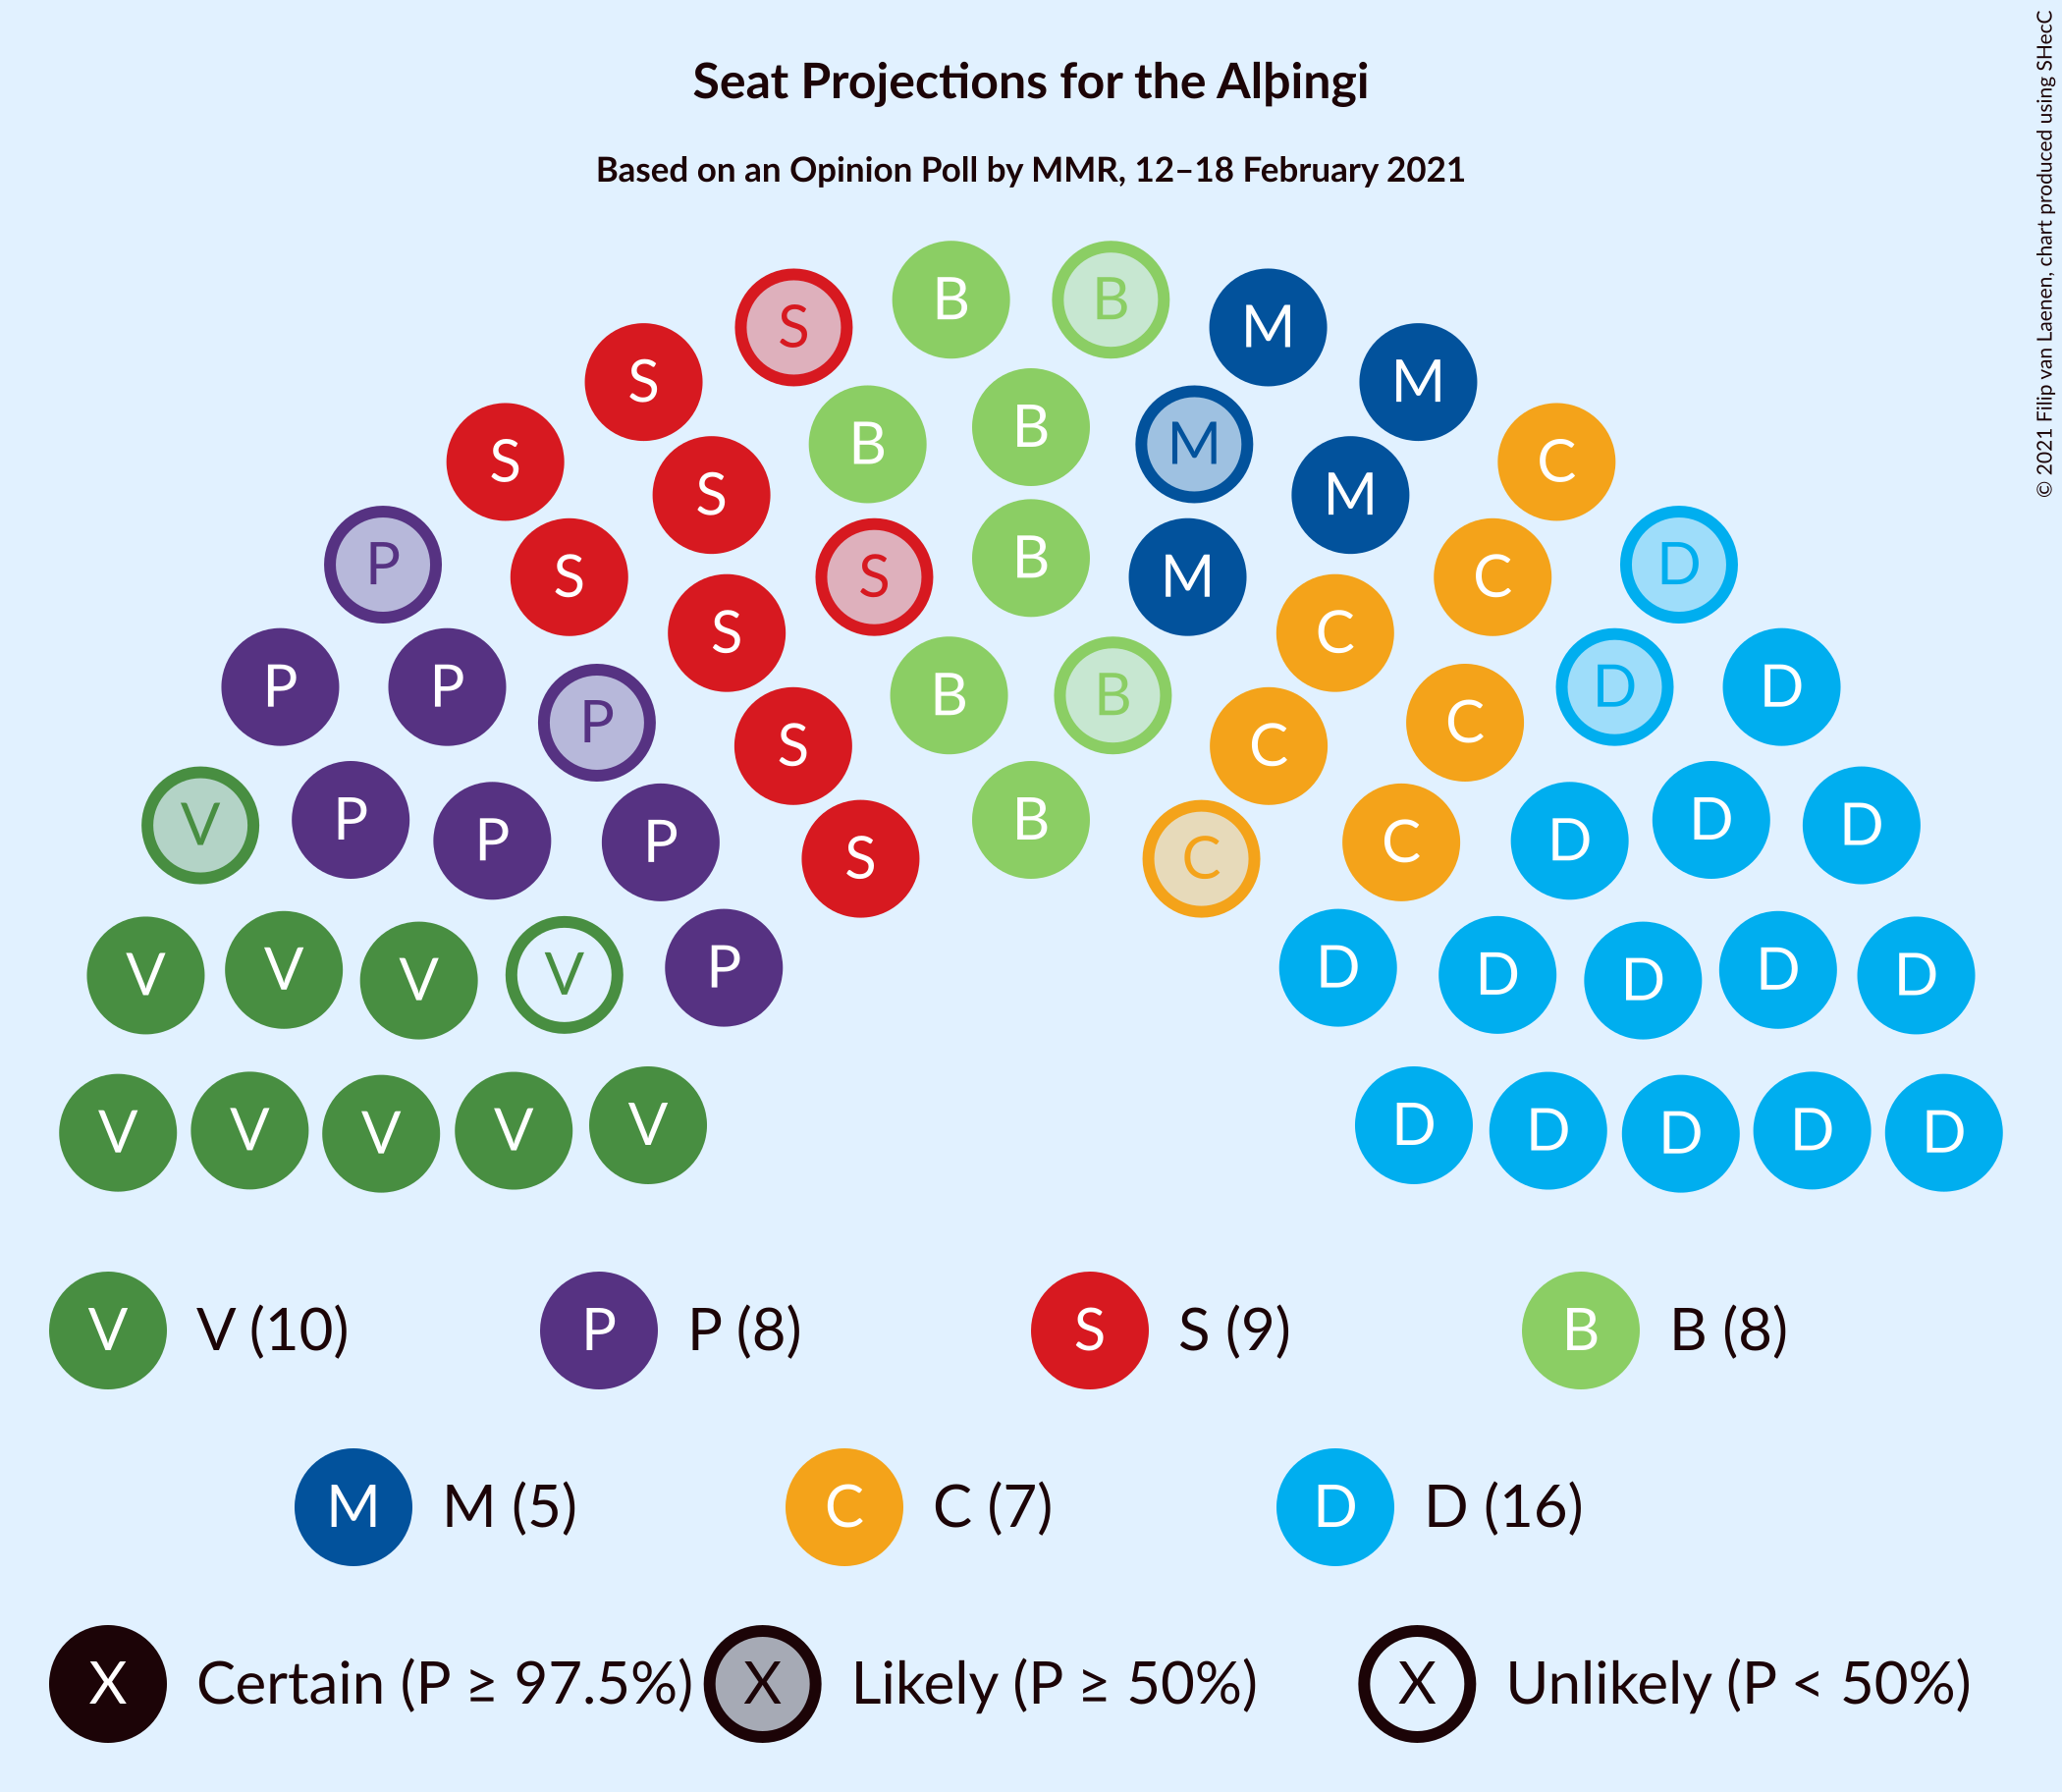 Seat Projections for the Alþingi
Based on an Opinion Poll by MMR, 12–18 February 2021
© 2021 Filip van Laenen, chart produced using SHecC
B B
S M
S M
B
B M
S C
S M
B
P S S M C D
S C
P P B B D D
P C
S C
B
V P C D D
P P D
S C
P D
V V V V D D D D
V V V V V D D D D D
V V (10) P P (8) S S (9) B B (8)
M M (5) C C (7) D D (16)
X Certain (P ≥ 97.5%) X Likely (P ≥ 50%) X Unlikely (P < 50%)